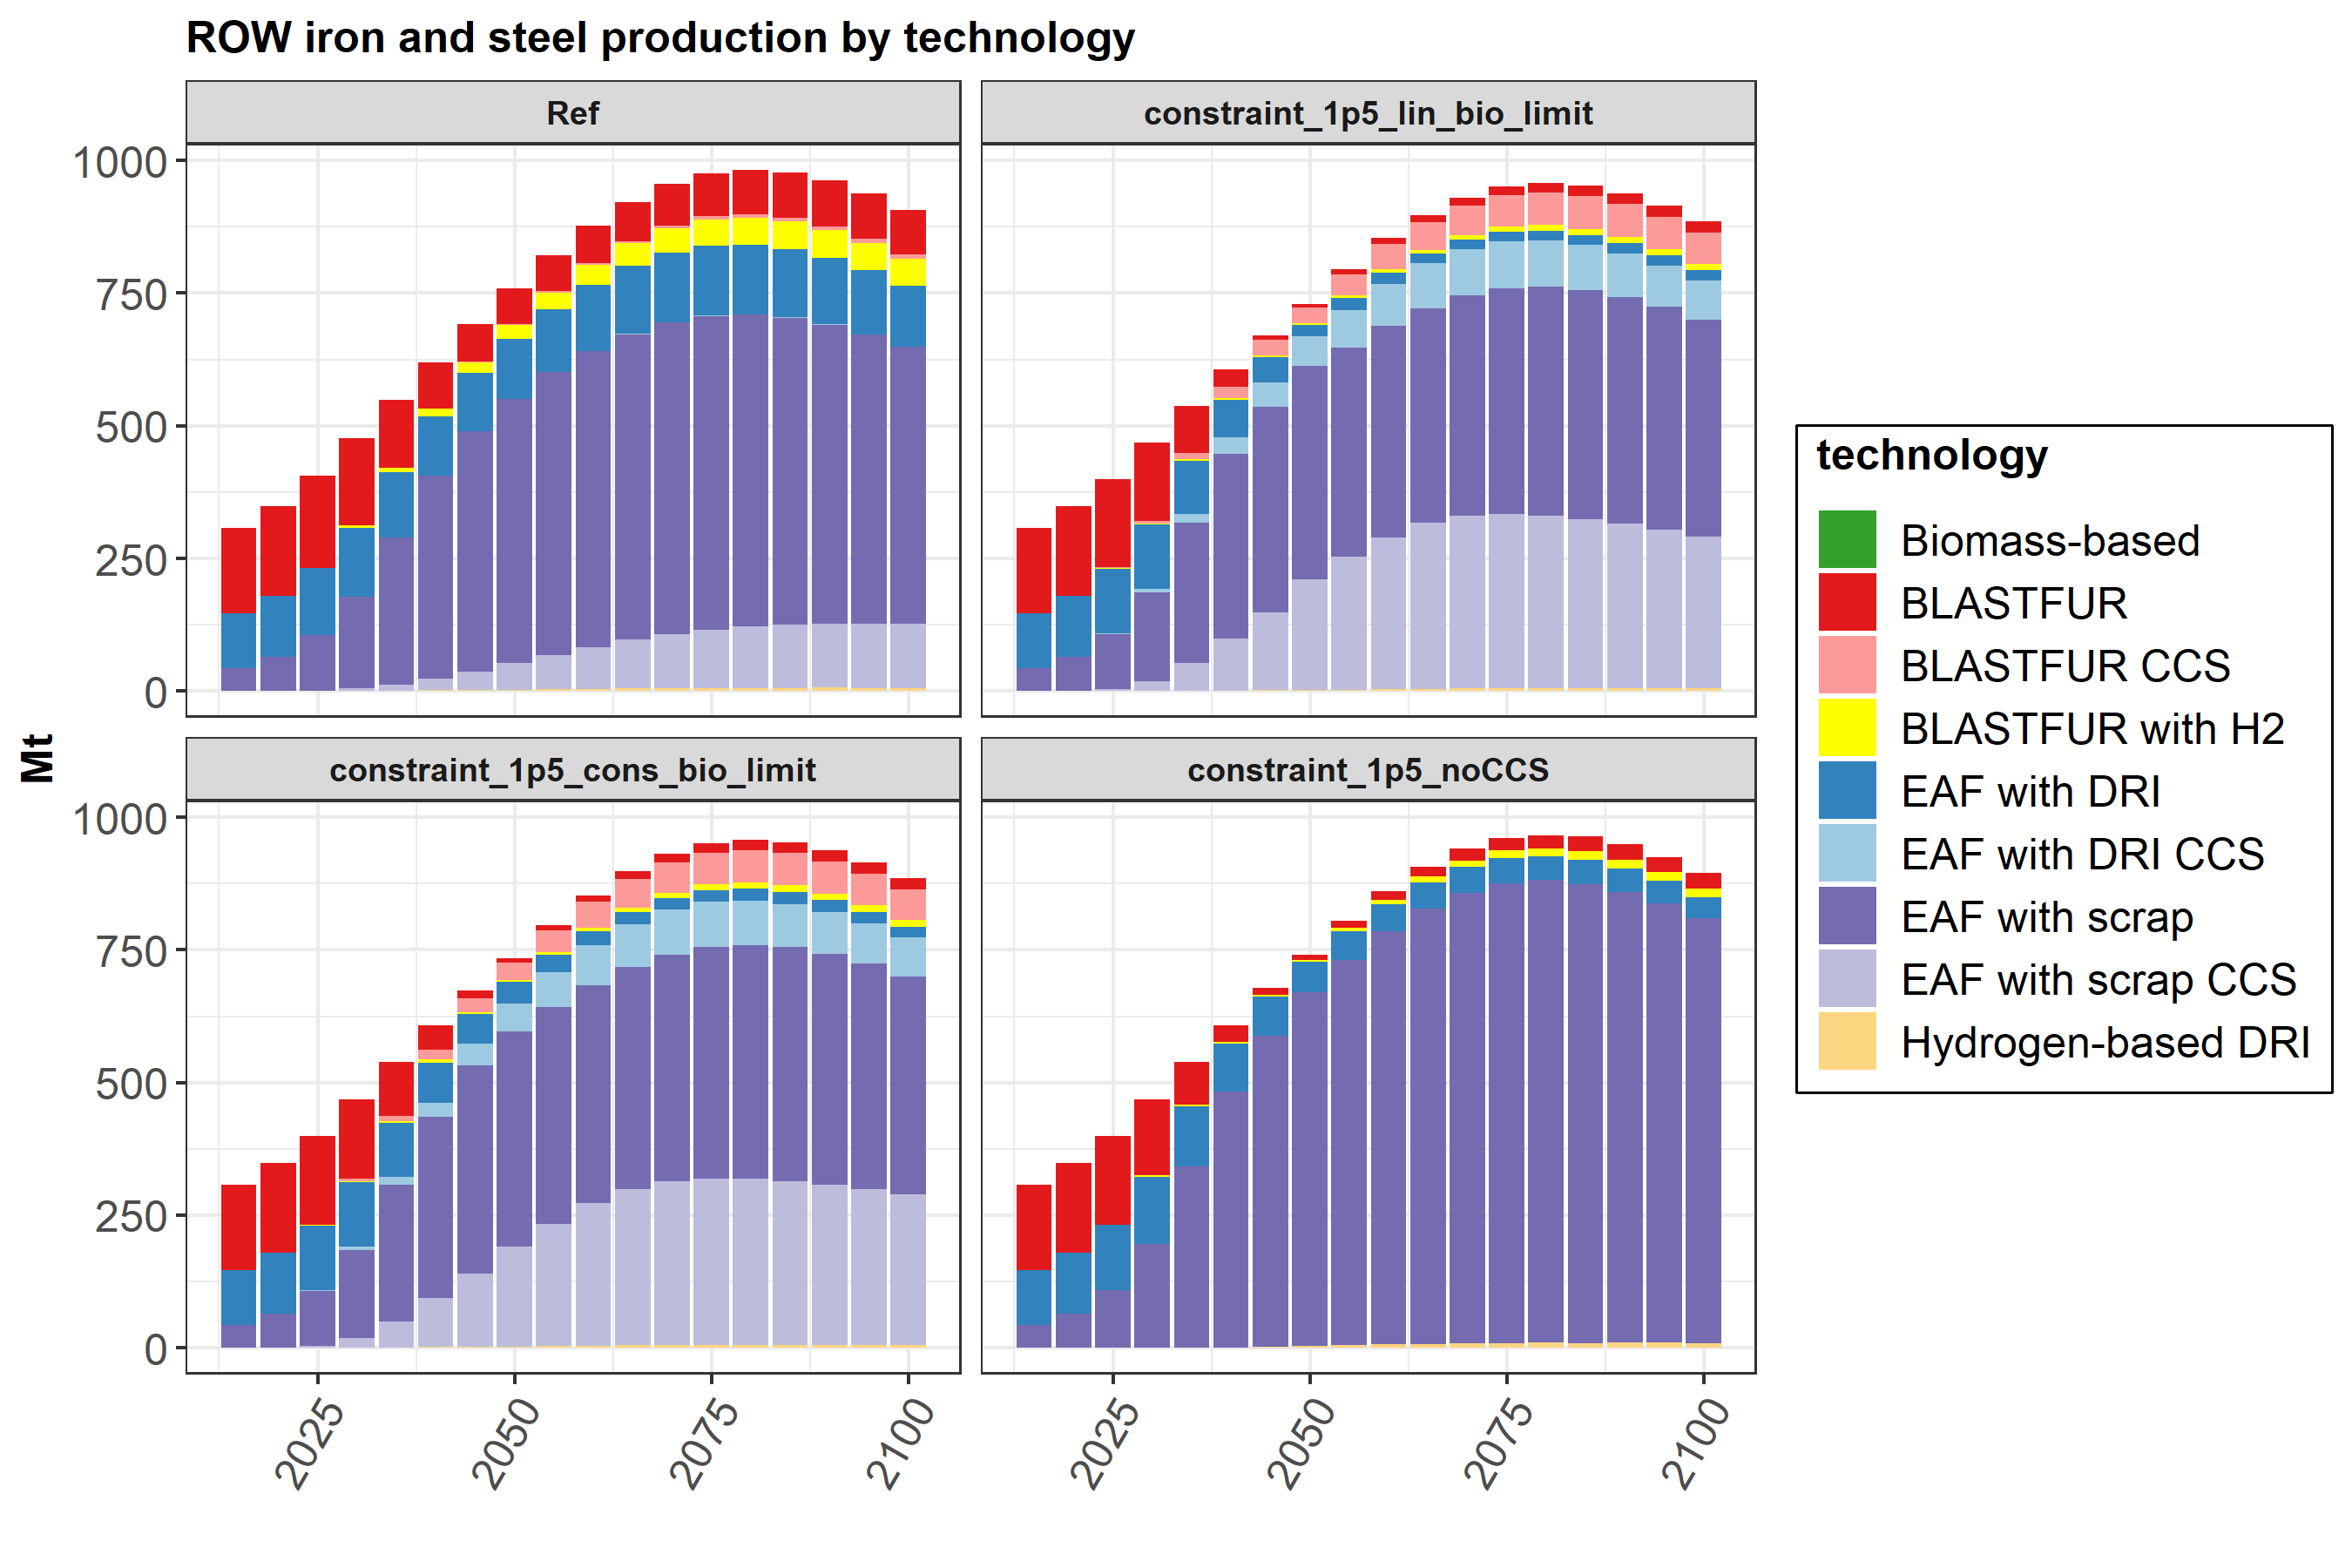 ROW iron and steel production by technology
Ref
constraint_1p5_lin_bio_limit
1000
750
500
250
0
constraint_1p5_cons_bio_limit
constraint_1p5_noCCS
1000
750
500
250
0
Mt
2025
2050
2075
2100
2025
2050
2075
2100
technology
Biomass-based
BLASTFUR
BLASTFUR CCS
BLASTFUR with H2
EAF with DRI
EAF with DRI CCS
EAF with scrap
EAF with scrap CCS
Hydrogen-based DRI